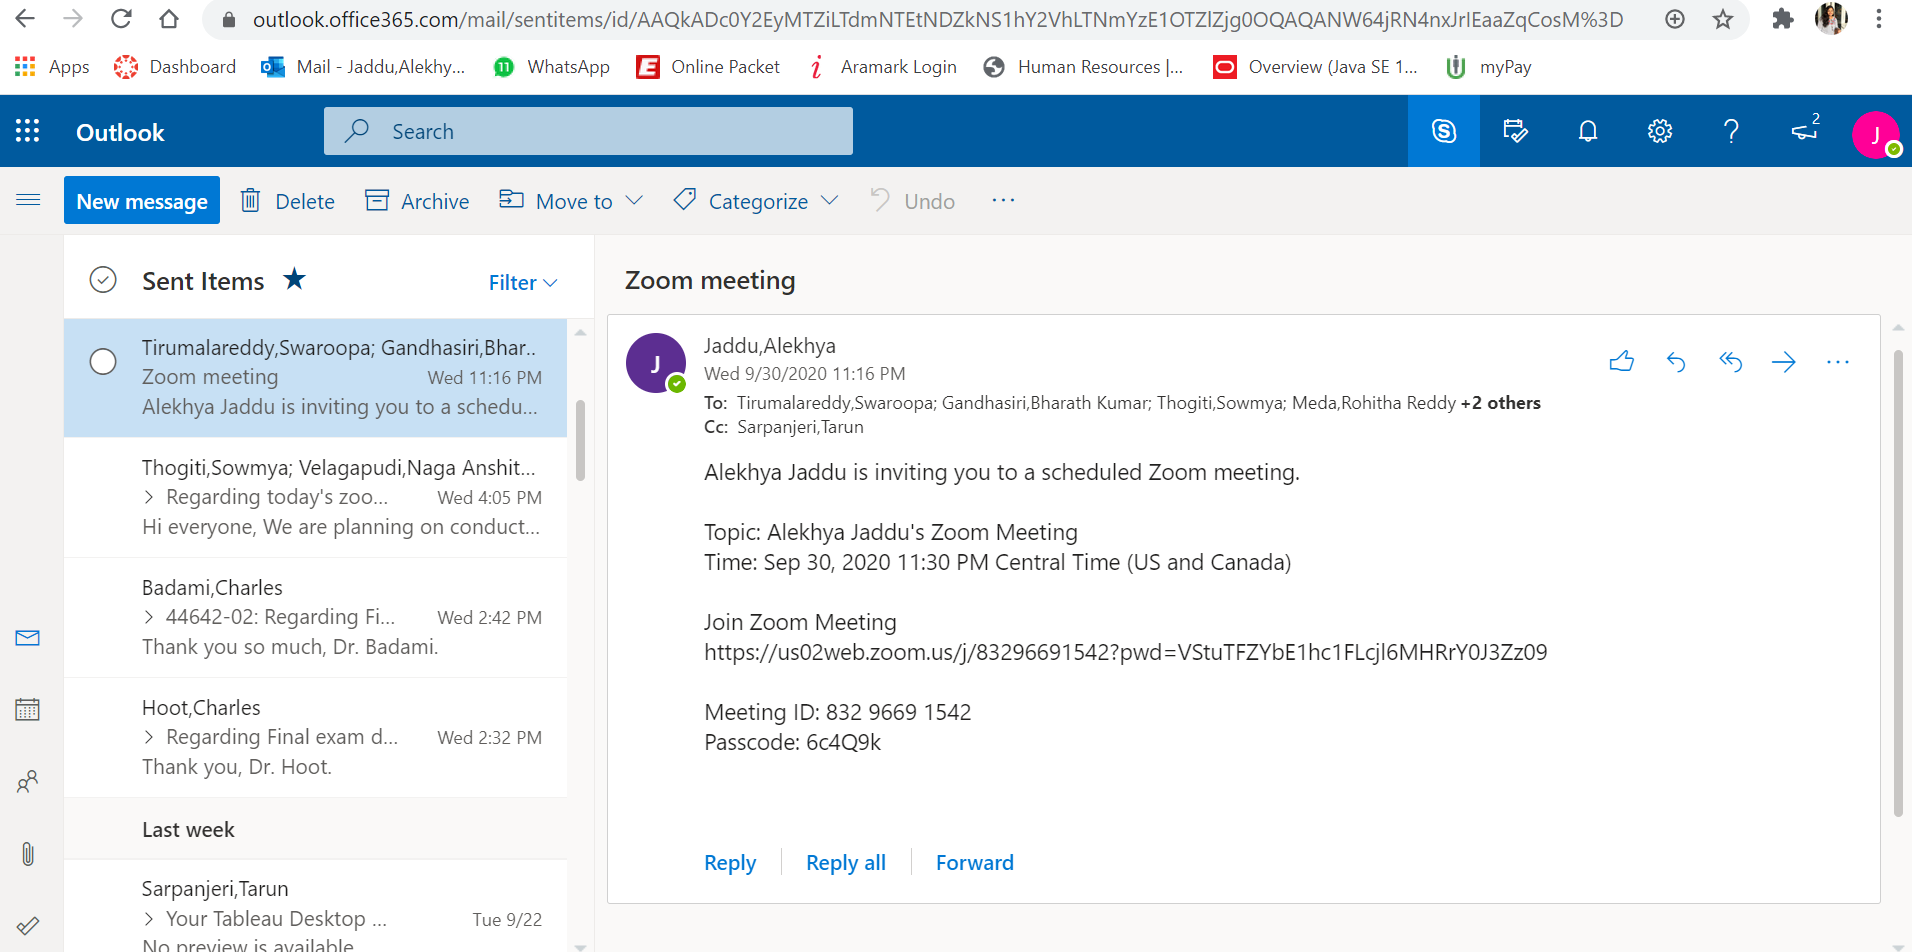 outlook.office365.com/mail/sentitems/id/AAQkADc0Y2EyMTZiLTdmNTEtNDZkNS1hY2VhLTNmYzE1OTZlZjg0OQAQANW64jRN4nxJrIEaaZqCosM%3D
Apps Dashboard Mail - Jaddu,Alekhy... 11 WhatsApp E Online Packet i Aramark Login Human Resources |... Overview (Java SE 1... myPay
Outlook Search 2 J
New message Delete Archive Move to Categorize Undo ...
Sent Items Filter
Tirumalareddy,Swaroopa; Gandhasiri,Bhar..
Zoom meeting Wed 11:16 PM
Alekhya Jaddu is inviting you to a schedu...
Thogiti,Sowmya; Velagapudi,Naga Anshit...
> Regarding today's zoo... Wed 4:05 PM
Hi everyone, We are planning on conduct...
Badami,Charles
> 44642-02: Regarding Fi... Wed 2:42 PM
Thank you so much, Dr. Badami.
Hoot,Charles
> Regarding Final exam d... Wed 2:32 PM
Thank you, Dr. Hoot.
Last week
Sarpanjeri,Tarun
> Your Tableau Desktop ... Tue 9/22
No preview is available.
Zoom meeting
J Jaddu,Alekhya
Wed 9/30/2020 11:16 PM
To: Tirumalareddy,Swaroopa; Gandhasiri,Bharath Kumar; Thogiti,Sowmya; Meda,Rohitha Reddy +2 others
Cc: Sarpanjeri,Tarun
Alekhya Jaddu is inviting you to a scheduled Zoom meeting.
Topic: Alekhya Jaddu's Zoom Meeting
Time: Sep 30, 2020 11:30 PM Central Time (US and Canada)
Join Zoom Meeting
https://us02web.zoom.us/j/83296691542?pwd=VStuTFZYbE1hc1FLcjl6MHRrY0J3Zz09
Meeting ID: 832 9669 1542
Passcode: 6c4Q9k
Reply Reply all Forward